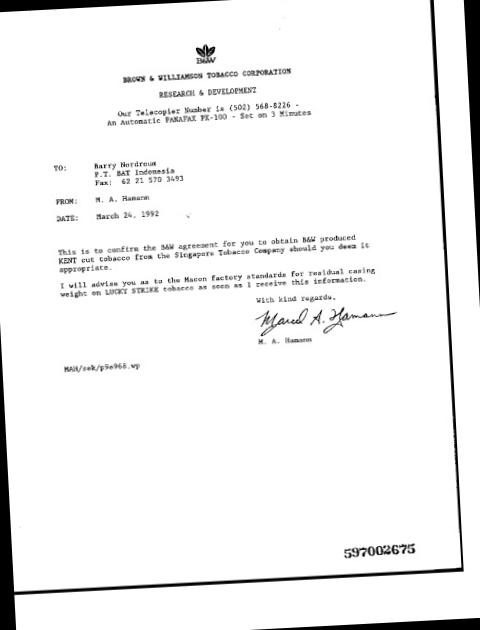 B&W
BROWN & WILLIAMSON TOBACCO CORPORATION
RESEARCH & DEVELOPMENT
Our Telecopier Number is (502) 568-8226 -
An Automatic PANAFAX PX-100 - Set on 3 Minutes
TO: Barry Nordroum
P.T. BAT Indonesia
Fax: 62 21 570 3493
FROM: M. A. Hamann
DATE: March 24, 1992
This is to confirm the B&W agreement for you to obtain B&W produced
KENT cut tobacco from the Singapore Tobacco Company should you deem it
appropriate.
I will advise you as to the Macon factory standards for residual casing
weight on LUCKY STRIKE tobacco as soon as I receive this information.
With kind regards,
Marcel A. Hamann
M. A. Hamann
MAH/sek/p9e968.wp
597002675